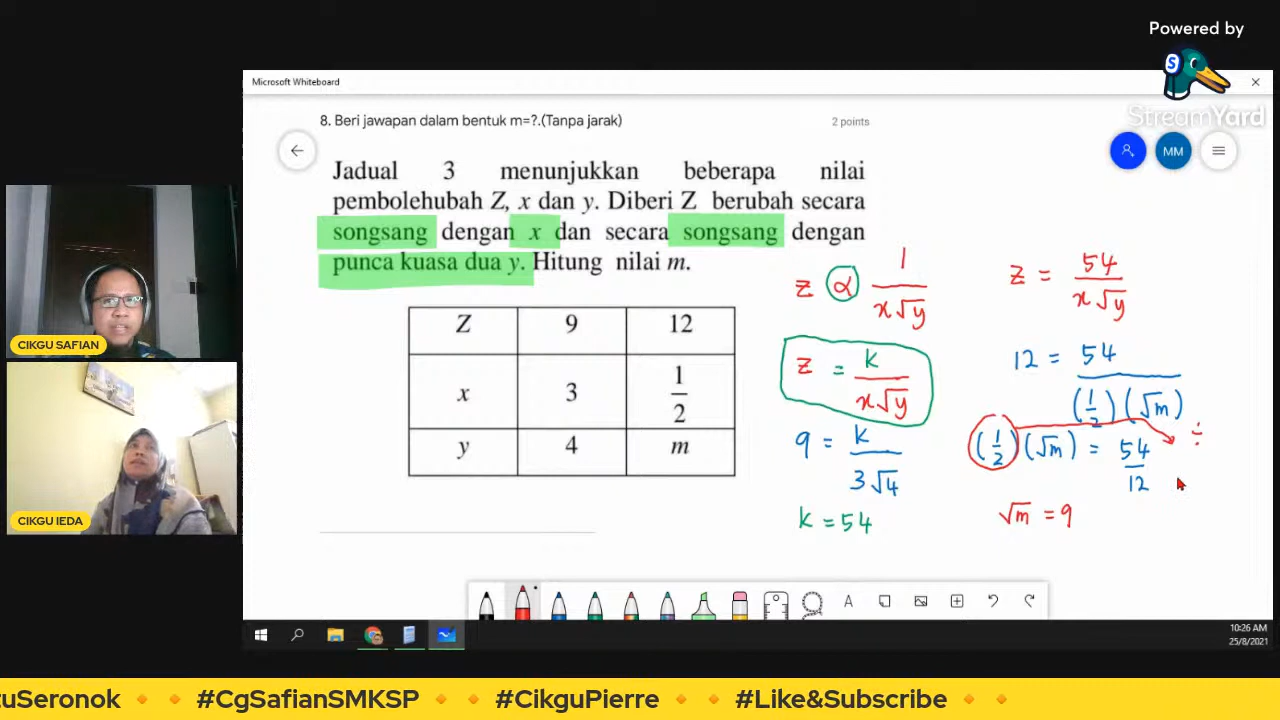 Powered by
S
StreamYard
Microsoft Whiteboard
8. Beri jawapan dalam bentuk m=?.(Tanpa jarak)
2 points
MM
Jadual 3 menunjukkan beberapa nilai
pembolehubah Z, x dan y. Diberi Z berubah secara
songsang dengan x dan secara songsang dengan
punca kuasa dua y. Hitung nilai m.
Z 9 12
x 3 1/2
y 4 m
z α 1/(x√y)
z = k/(x√y)
9 = k/(3√4)
k = 54
z = 54/(x√y)
12 = 54/((1/2)(√m))
(1/2)(√m) = 54/12
÷
√m = 9
CIKGU SAFIAN
CIKGU IEDA
A
10:26 AM
25/8/2021
tuSeronok #CgSafianSMKSP #CikguPierre #Like&Subscribe